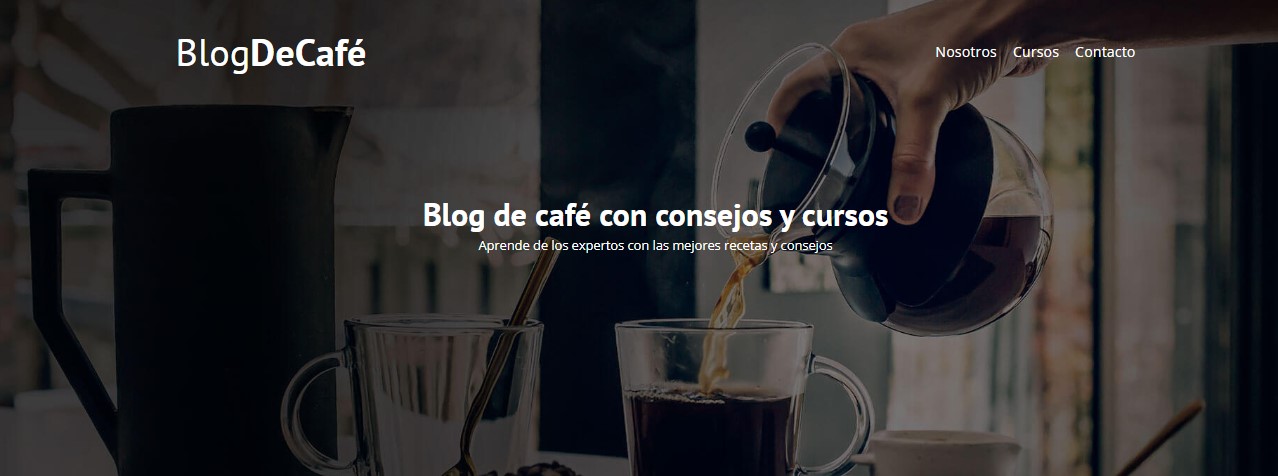 BlogDeCafé
Nosotros Cursos Contacto
Blog de café con consejos y cursos
Aprende de los expertos con las mejores recetas y consejos